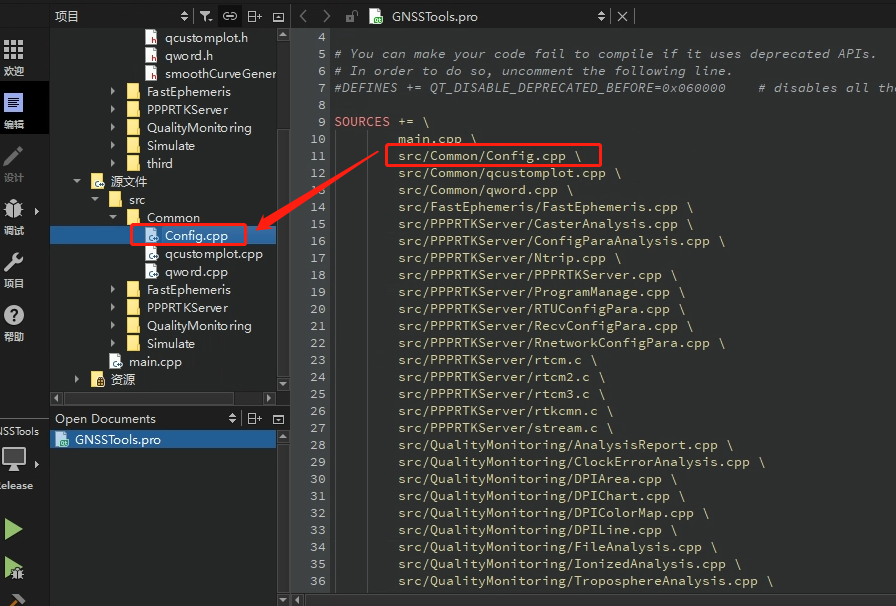 项目
GNSSTools.pro
欢迎
编辑
设计
调试
项目
帮助
NSSTools
elease
qcustomplot.h
qword.h
smoothCurveGener
FastEphemeris
PPPRTKServer
QualityMonitoring
Simulate
third
源文件
src
Common
Config.cpp
qcustomplot.cpp
qword.cpp
FastEphemeris
PPPRTKServer
QualityMonitoring
Simulate
main.cpp
资源
Open Documents
GNSSTools.pro
4
5 # You can make your code fail to compile if it uses deprecated APIs.
6 # In order to do so, uncomment the following line.
7 #DEFINES += QT_DISABLE_DEPRECATED_BEFORE=0x060000 # disables all the
8
9 SOURCES += \
10 main.cpp \
11 src/Common/Config.cpp \
12 src/Common/qcustomplot.cpp \
13 src/Common/qword.cpp \
14 src/FastEphemeris/FastEphemeris.cpp \
15 src/PPPRTKServer/CasterAnalysis.cpp \
16 src/PPPRTKServer/ConfigParaAnalysis.cpp \
17 src/PPPRTKServer/Ntrip.cpp \
18 src/PPPRTKServer/PPPRTKServer.cpp \
19 src/PPPRTKServer/ProgramManage.cpp \
20 src/PPPRTKServer/RTUConfigPara.cpp \
21 src/PPPRTKServer/RecvConfigPara.cpp \
22 src/PPPRTKServer/RnetworkConfigPara.cpp \
23 src/PPPRTKServer/rtcm.c \
24 src/PPPRTKServer/rtcm2.c \
25 src/PPPRTKServer/rtcm3.c \
26 src/PPPRTKServer/rtkcmn.c \
27 src/PPPRTKServer/stream.c \
28 src/QualityMonitoring/AnalysisReport.cpp \
29 src/QualityMonitoring/ClockErrorAnalysis.cpp \
30 src/QualityMonitoring/DPIArea.cpp \
31 src/QualityMonitoring/DPIChart.cpp \
32 src/QualityMonitoring/DPIColorMap.cpp \
33 src/QualityMonitoring/DPILine.cpp \
34 src/QualityMonitoring/FileAnalysis.cpp \
35 src/QualityMonitoring/IonizedAnalysis.cpp \
36 src/QualityMonitoring/TroposphereAnalysis.cpp \